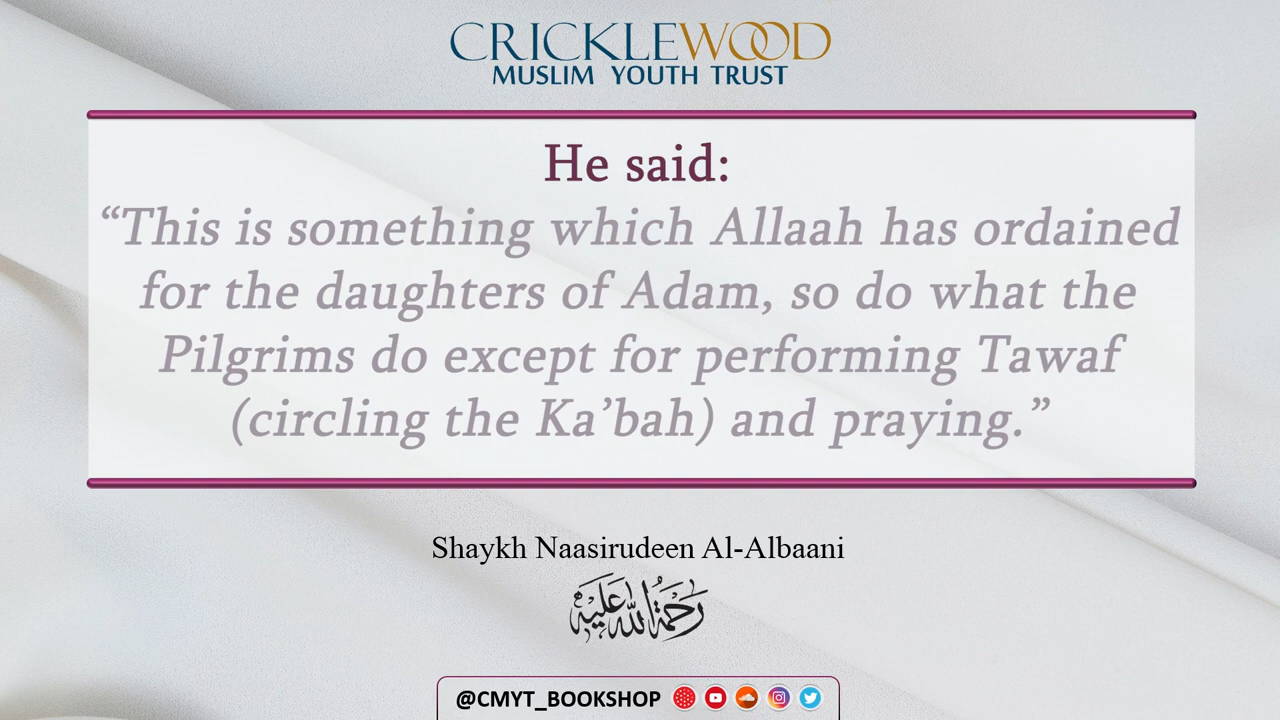 CRICKLEWOOD
MUSLIM YOUTH TRUST
He said:
“This is something which Allaah has ordained
for the daughters of Adam, so do what the
Pilgrims do except for performing Tawaf
(circling the Ka’bah) and praying.”
Shaykh Naasirudeen Al-Albaani
رَحْمَةُ اللهِ عَلَيْهِ
@CMYT_BOOKSHOP